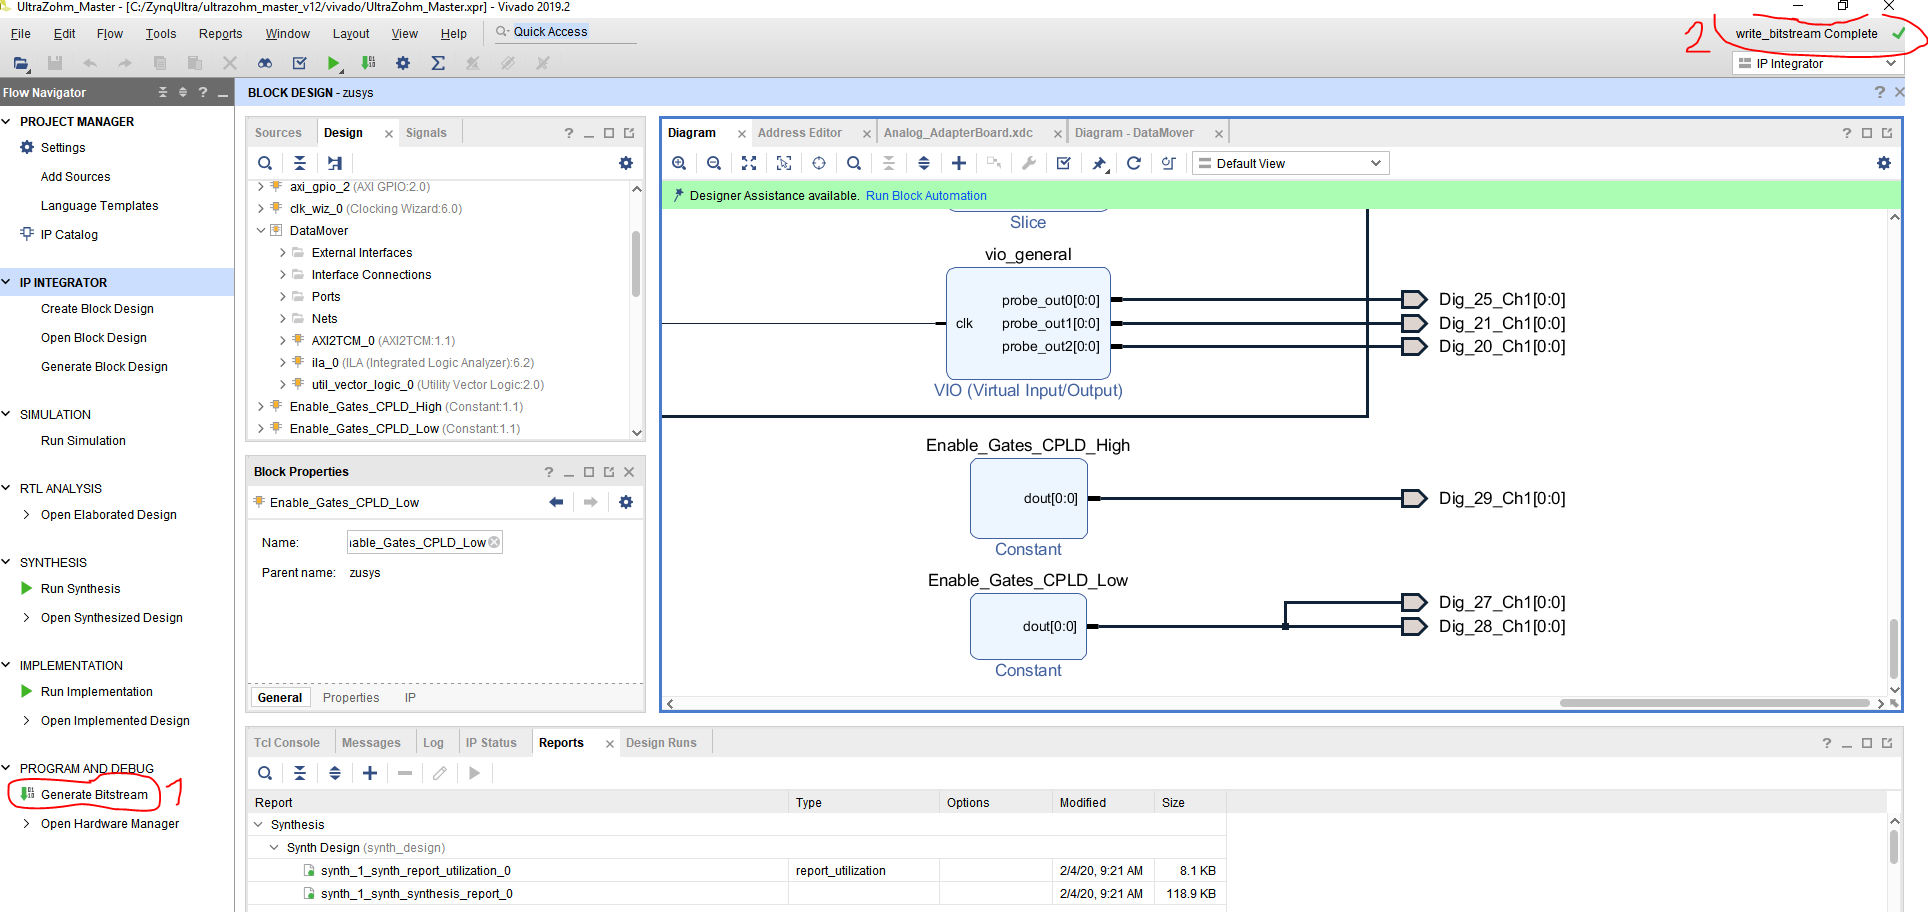 UltraZohm_Master - [C:/ZynqUltra/ultrazohm_master_v12/vivado/UltraZohm_Master.xpr] - Vivado 2019.2
File Edit Flow Tools Reports Window Layout View Help Quick Access
2
write_bitstream Complete
IP Integrator
Flow Navigator
PROJECT MANAGER
Settings
Add Sources
Language Templates
IP Catalog
IP INTEGRATOR
Create Block Design
Open Block Design
Generate Block Design
SIMULATION
Run Simulation
RTL ANALYSIS
Open Elaborated Design
SYNTHESIS
Run Synthesis
Open Synthesized Design
IMPLEMENTATION
Run Implementation
Open Implemented Design
PROGRAM AND DEBUG
Generate Bitstream 1
Open Hardware Manager
BLOCK DESIGN - zusys
Sources Design Signals
axi_gpio_2 (AXI GPIO:2.0)
clk_wiz_0 (Clocking Wizard:6.0)
DataMover
External Interfaces
Interface Connections
Ports
Nets
AXI2TCM_0 (AXI2TCM:1.1)
ila_0 (ILA (Integrated Logic Analyzer):6.2)
util_vector_logic_0 (Utility Vector Logic:2.0)
Enable_Gates_CPLD_High (Constant:1.1)
Enable_Gates_CPLD_Low (Constant:1.1)
Block Properties
Enable_Gates_CPLD_Low
Name: nable_Gates_CPLD_Low
Parent name: zusys
General Properties IP
Diagram Address Editor Analog_AdapterBoard.xdc Diagram - DataMover
Default View
Designer Assistance available. Run Block Automation
Slice
vio_general
clk
probe_out0[0:0]
probe_out1[0:0]
probe_out2[0:0]
VIO (Virtual Input/Output)
Dig_25_Ch1[0:0]
Dig_21_Ch1[0:0]
Dig_20_Ch1[0:0]
Enable_Gates_CPLD_High
dout[0:0]
Constant
Dig_29_Ch1[0:0]
Enable_Gates_CPLD_Low
dout[0:0]
Constant
Dig_27_Ch1[0:0]
Dig_28_Ch1[0:0]
Tcl Console Messages Log IP Status Reports Design Runs
Report Type Options Modified Size
Synthesis
Synth Design (synth_design)
synth_1_synth_report_utilization_0 report_utilization 2/4/20, 9:21 AM 8.1 KB
synth_1_synth_synthesis_report_0 2/4/20, 9:21 AM 118.9 KB